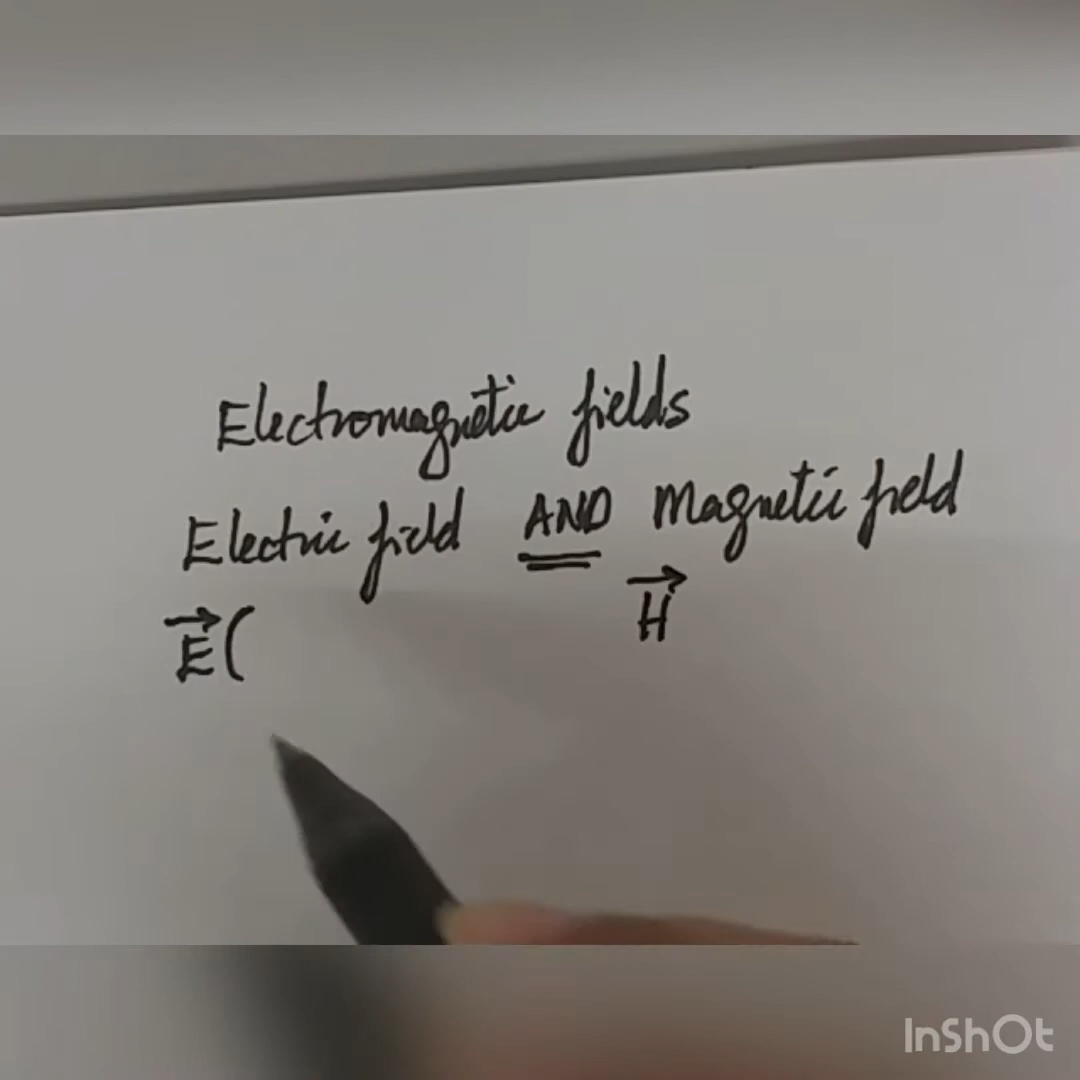 Electromagnetic fields
Electric field AND Magnetic field
E⃗( H⃗
InShOt